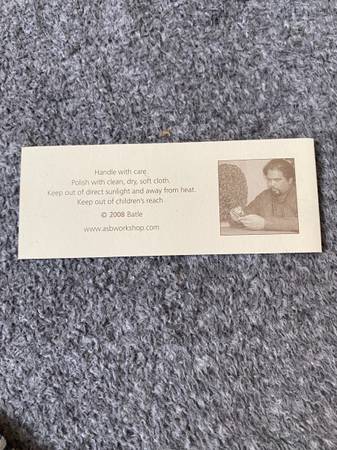 Handle with care
Polish with clean, dry, soft cloth.
Keep out of direct sunlight and away from heat.
Keep out of children's reach
© 2008 Batle
www.asbworkshop.com